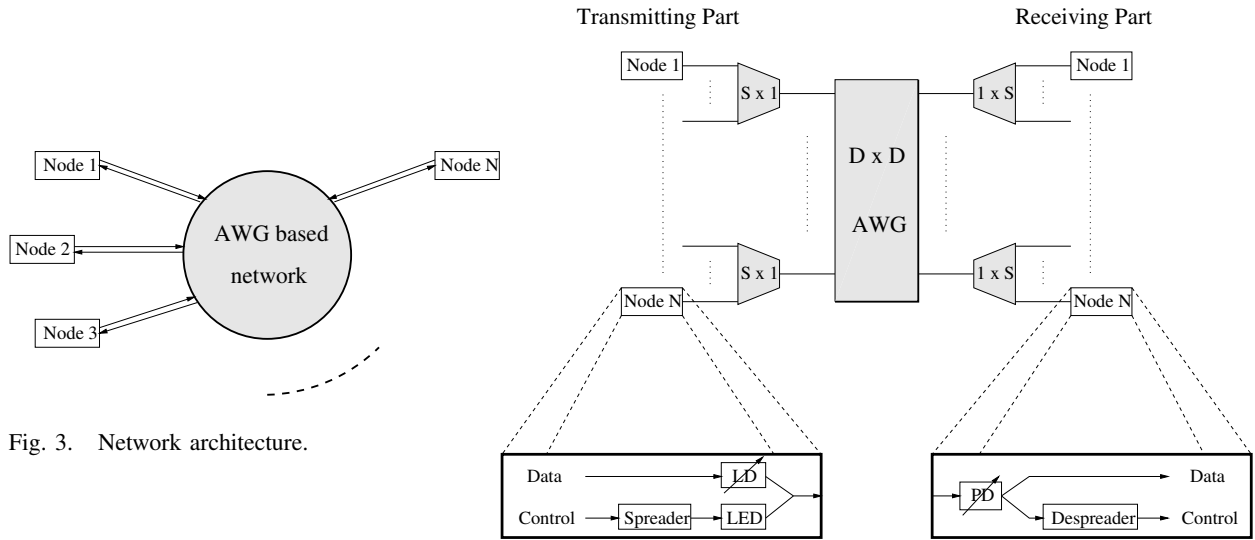 Node 1
Node N
Node 2
AWG based
network
Node 3
Fig. 3. Network architecture.
Transmitting Part
Receiving Part
Node 1
S x 1
1 x S
Node 1
D x D
AWG
S x 1
1 x S
Node N
Node N
Data
LD
Control
Spreader
LED
PD
Data
Despreader
Control